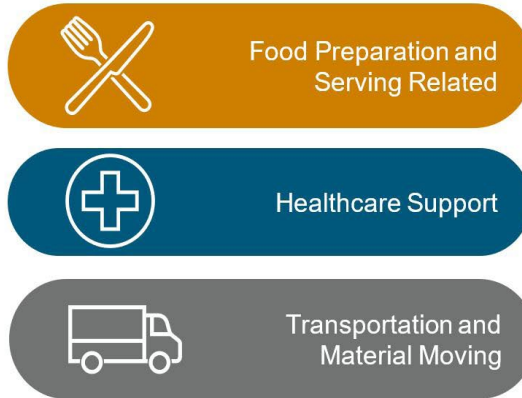 Food Preparation and
Serving Related
Healthcare Support
Transportation and
Material Moving